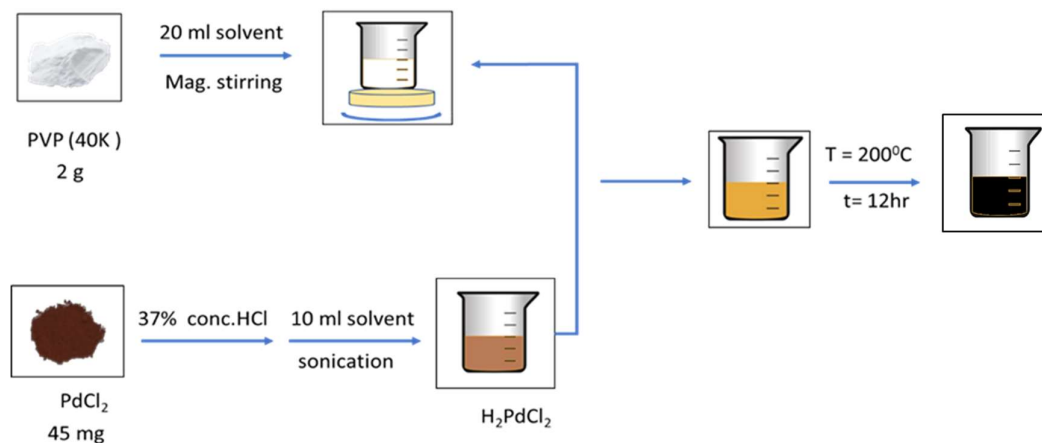 20 ml solvent
Mag. stirring
PVP (40K )
2 g
T = 200⁰C
t= 12hr
37% conc.HCl
10 ml solvent
sonication
PdCl₂
45 mg
H₂PdCl₂